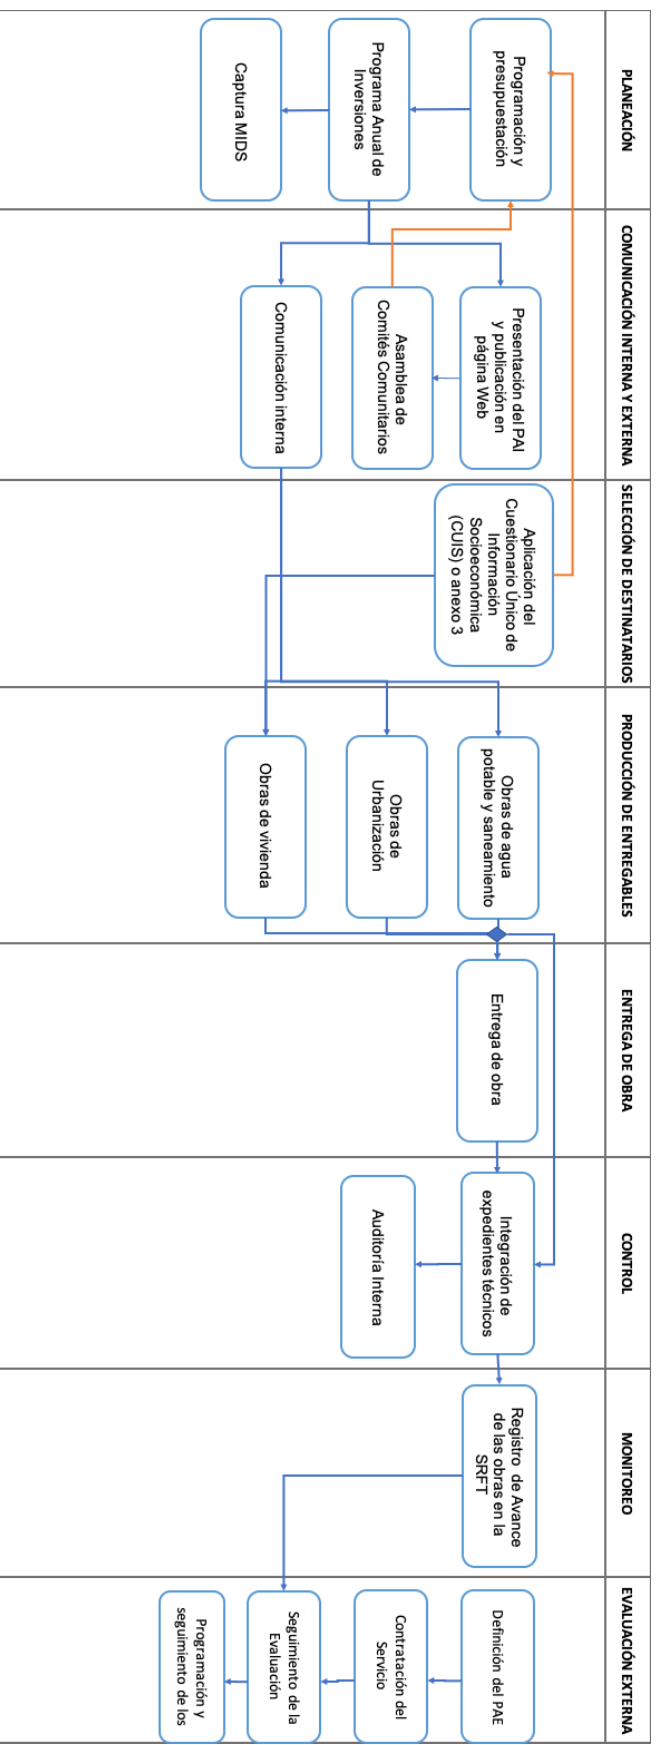 PLANEACIÓN
Programación y
presupuestación
Programa Anual de
Inversiones
Captura MIDS
COMUNICACIÓN INTERNA Y EXTERNA
Presentación del PAI
y publicación en
página Web
Asamblea de
Comités Comunitarios
Comunicación interna
SELECCIÓN DE DESTINATARIOS
Aplicación del
Cuestionario Único de
Información
Socioeconómica
(CUIS) o anexo 3
PRODUCCIÓN DE ENTREGABLES
Obras de agua
potable y saneamiento
Obras de
Urbanización
Obras de vivienda
ENTREGA DE OBRA
Entrega de obra
CONTROL
Integración de
expedientes técnicos
Auditoría Interna
MONITOREO
Registro de Avance
de las obras en la
SRFT
EVALUACIÓN EXTERNA
Definición del PAE
Contratación del
Servicio
Seguimiento de la
Evaluación
Programación y
seguimiento de los